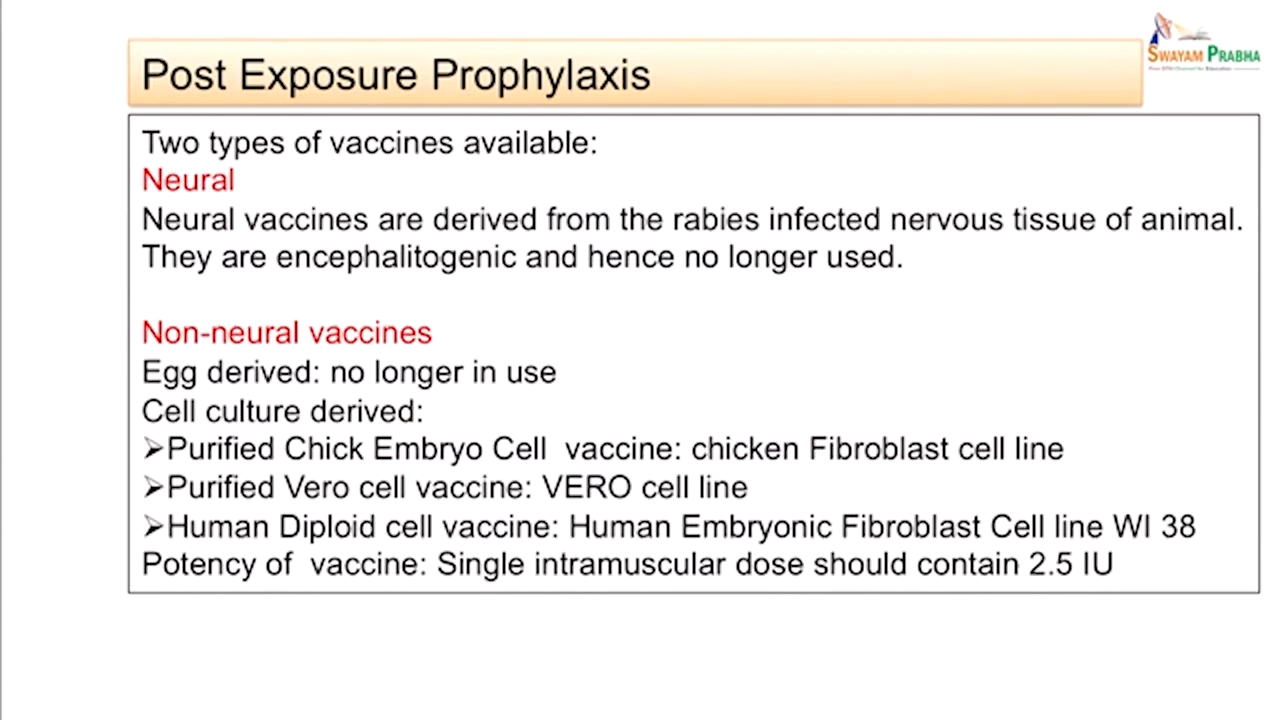 SWAYAM PRABHA
Post Exposure Prophylaxis
Two types of vaccines available:
Neural
Neural vaccines are derived from the rabies infected nervous tissue of animal.
They are encephalitogenic and hence no longer used.
Non-neural vaccines
Egg derived: no longer in use
Cell culture derived:
➢Purified Chick Embryo Cell vaccine: chicken Fibroblast cell line
➢Purified Vero cell vaccine: VERO cell line
➢Human Diploid cell vaccine: Human Embryonic Fibroblast Cell line WI 38
Potency of vaccine: Single intramuscular dose should contain 2.5 IU